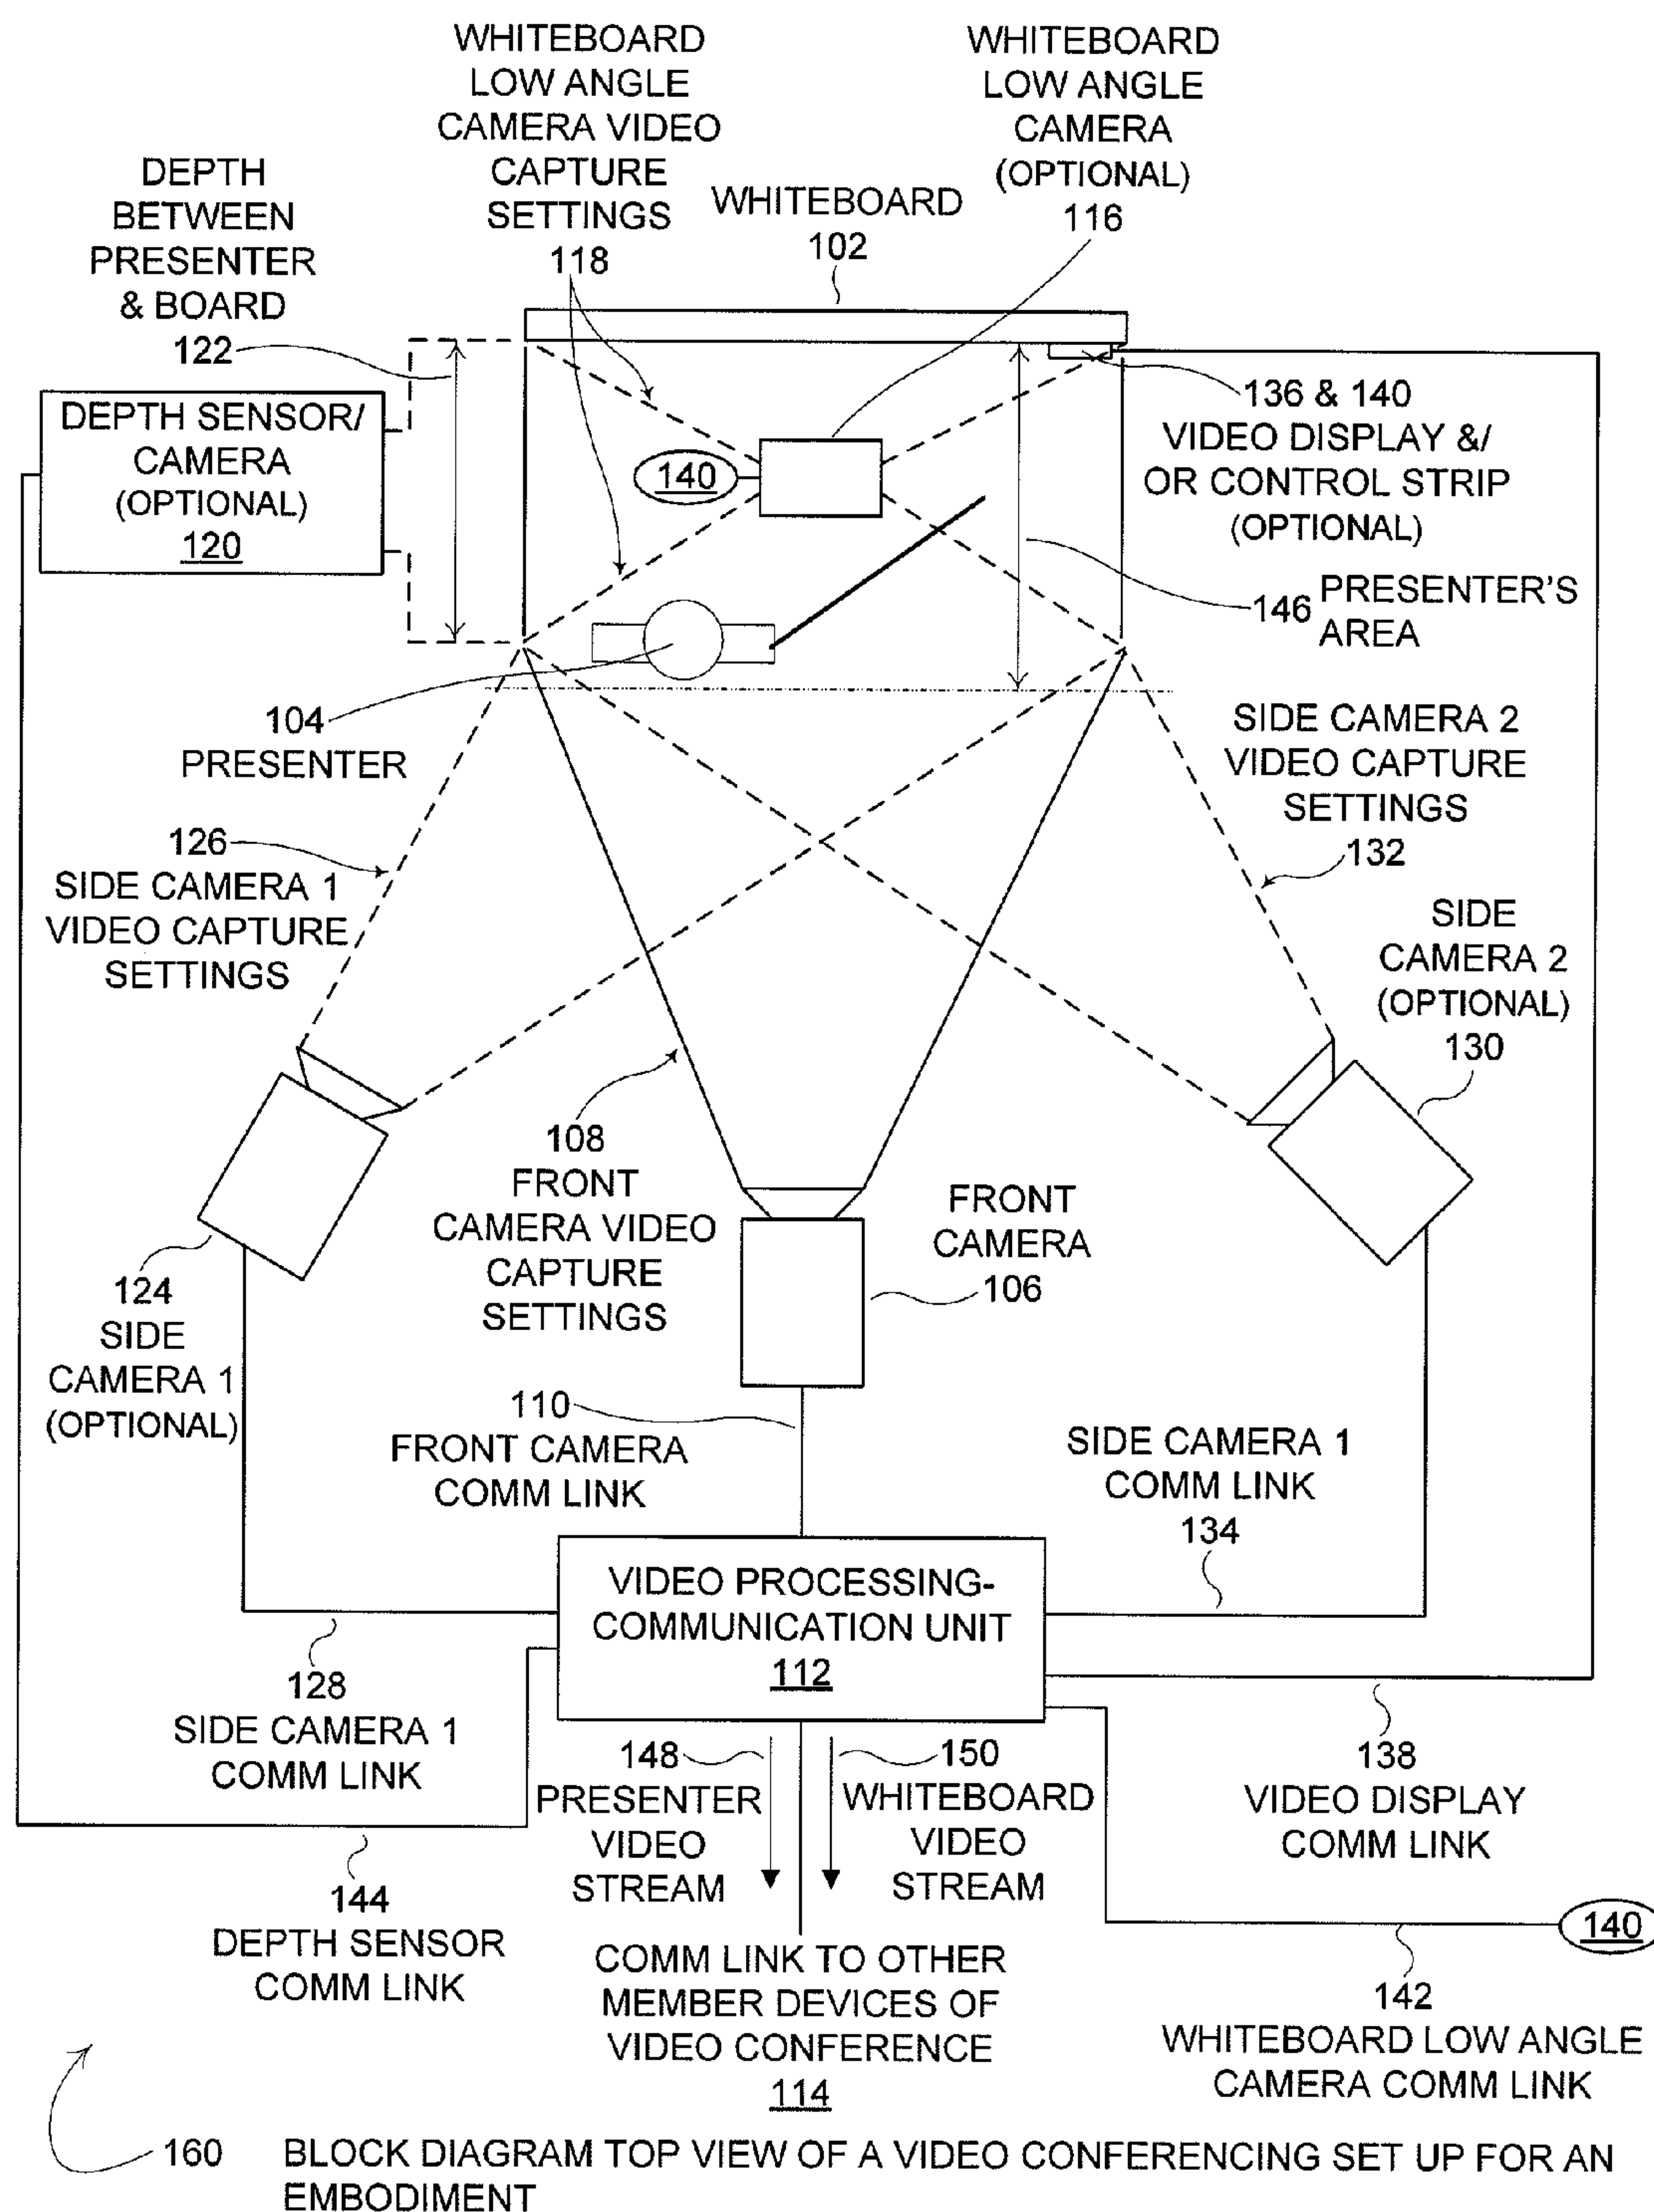 WHITEBOARD
LOW ANGLE
CAMERA VIDEO
CAPTURE
SETTINGS
118
WHITEBOARD
LOW ANGLE
CAMERA
(OPTIONAL)
116
DEPTH
BETWEEN
PRESENTER
& BOARD
122
WHITEBOARD
102
DEPTH SENSOR/
CAMERA
(OPTIONAL)
120
140
136 & 140
VIDEO DISPLAY &/
OR CONTROL STRIP
(OPTIONAL)
146 PRESENTER'S
AREA
104
PRESENTER
SIDE CAMERA 2
VIDEO CAPTURE
SETTINGS
132
126
SIDE CAMERA 1
VIDEO CAPTURE
SETTINGS
SIDE
CAMERA 2
(OPTIONAL)
130
108
FRONT
CAMERA VIDEO
CAPTURE
SETTINGS
FRONT
CAMERA
106
124
SIDE
CAMERA 1
(OPTIONAL)
110
FRONT CAMERA
COMM LINK
SIDE CAMERA 1
COMM LINK
134
VIDEO PROCESSING-
COMMUNICATION UNIT
112
128
SIDE CAMERA 1
COMM LINK
148
PRESENTER
VIDEO
STREAM
150
WHITEBOARD
VIDEO
STREAM
138
VIDEO DISPLAY
COMM LINK
144
DEPTH SENSOR
COMM LINK
COMM LINK TO OTHER
MEMBER DEVICES OF
VIDEO CONFERENCE
114
140
142
WHITEBOARD LOW ANGLE
CAMERA COMM LINK
160 BLOCK DIAGRAM TOP VIEW OF A VIDEO CONFERENCING SET UP FOR AN
EMBODIMENT